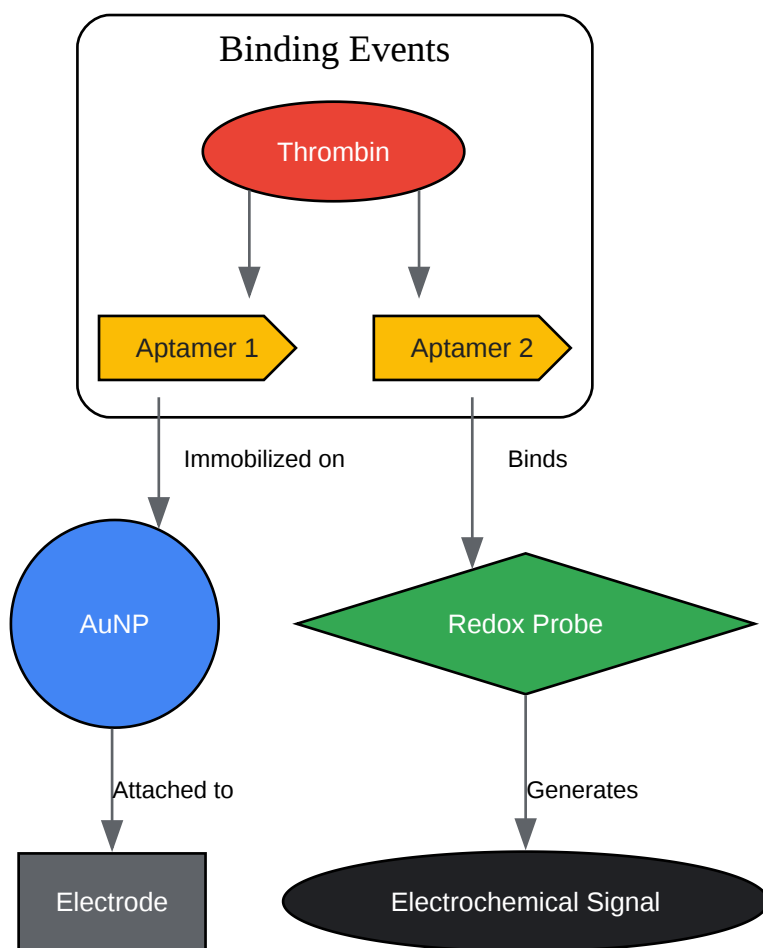 Binding Events
Thrombin
Aptamer 1
Aptamer 2
Immobilized on
Binds
AuNP
Redox Probe
Attached to
Generates
Electrode
Electrochemical Signal